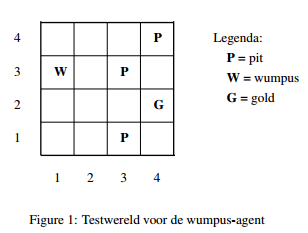 4 P
3 W P
2 G
1 P
1 2 3 4
Legenda:
P = pit
W = wumpus
G = gold
Figure 1: Testwereld voor de wumpus-agent